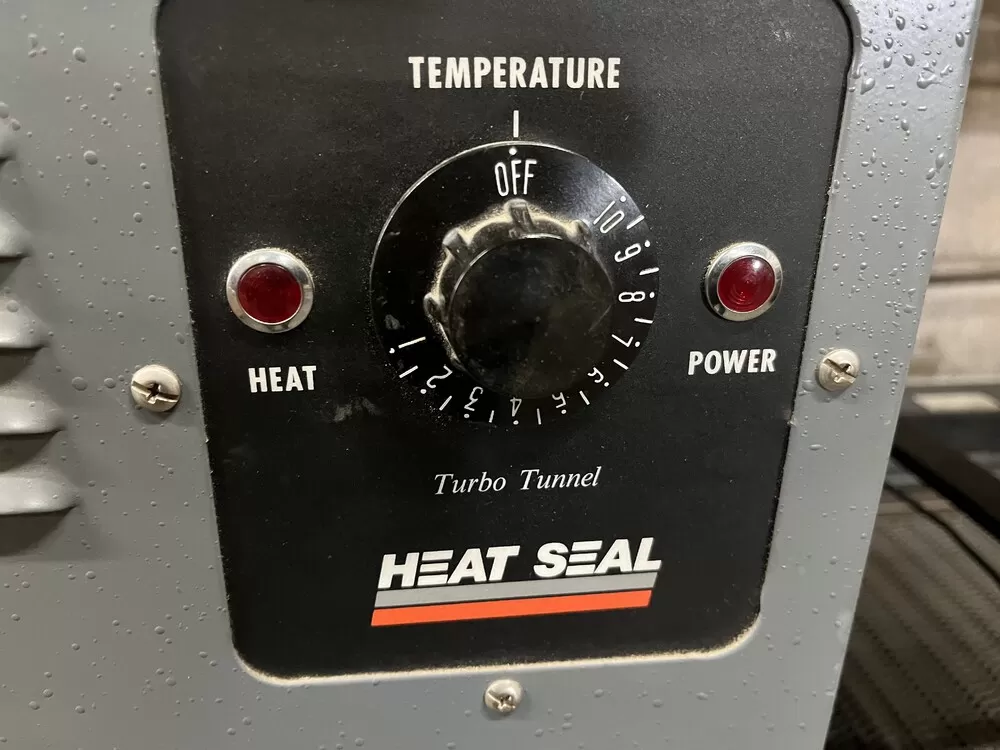 TEMPERATURE
OFF
10
9
8
7
6
5
4
3
2
1
HEAT
POWER
Turbo Tunnel
HEAT SEAL